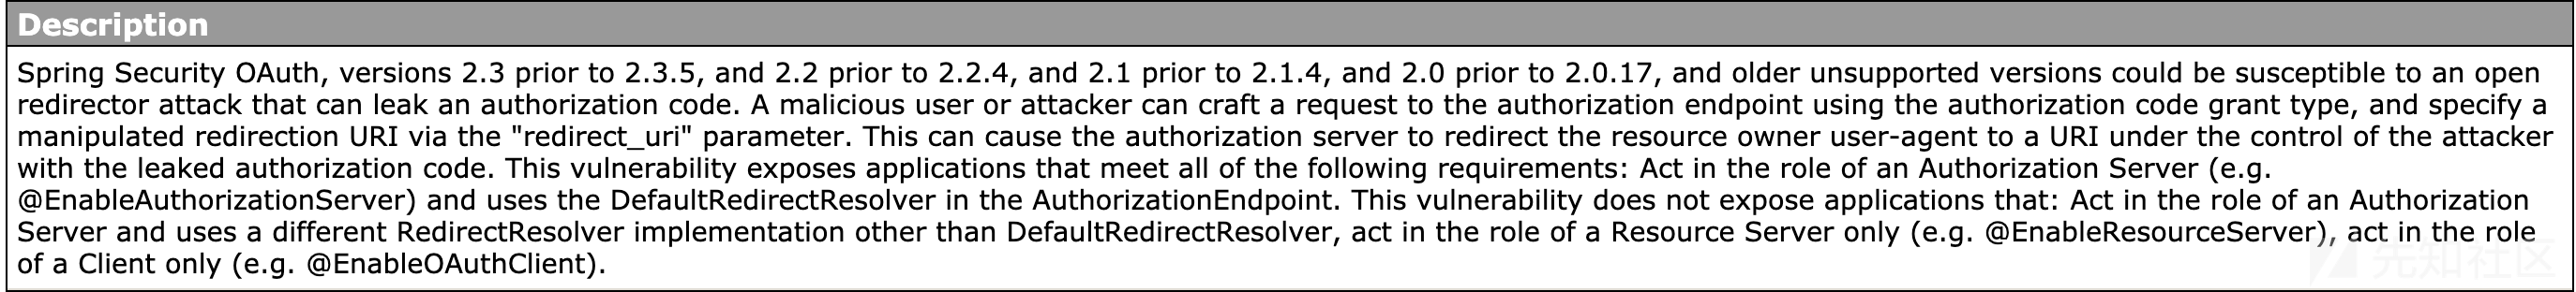 Description
Spring Security OAuth, versions 2.3 prior to 2.3.5, and 2.2 prior to 2.2.4, and 2.1 prior to 2.1.4, and 2.0 prior to 2.0.17, and older unsupported versions could be susceptible to an open
redirector attack that can leak an authorization code. A malicious user or attacker can craft a request to the authorization endpoint using the authorization code grant type, and specify a
manipulated redirection URI via the "redirect_uri" parameter. This can cause the authorization server to redirect the resource owner user-agent to a URI under the control of the attacker
with the leaked authorization code. This vulnerability exposes applications that meet all of the following requirements: Act in the role of an Authorization Server (e.g.
@EnableAuthorizationServer) and uses the DefaultRedirectResolver in the AuthorizationEndpoint. This vulnerability does not expose applications that: Act in the role of an Authorization
Server and uses a different RedirectResolver implementation other than DefaultRedirectResolver, act in the role of a Resource Server only (e.g. @EnableResourceServer), act in the role
of a Client only (e.g. @EnableOAuthClient).
先知社区